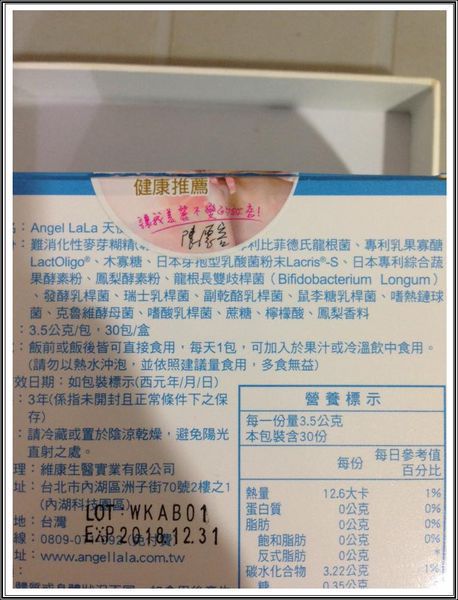 健康推薦
讓我美麗不變的祕密!
: Angel LaLa 天使
: 難消化性麥芽糊精
利比菲德氏龍根菌、專利乳果寡醣
LactOligo®、木寡糖、日本芽孢型乳酸菌粉末Lacris®-S、日本專利綜合蔬
果酵素粉、鳳梨酵素粉、龍根長雙歧桿菌（Bifidobacterium Longum）
、發酵乳桿菌、瑞士乳桿菌、副乾酪乳桿菌、鼠李糖乳桿菌、嗜熱鏈球
菌、克魯維酵母菌、嗜酸乳桿菌、蔗糖、檸檬酸、鳳梨香料
: 3.5公克/包，30包/盒
: 飯前或飯後皆可直接食用，每天1包，可加入於果汁或冷溫飲中食用。
(請勿以熱水沖泡，並依照建議量食用，多食無益)
效日期: 如包裝標示(西元年/月/日)
: 3年(係指未開封且正常條件下之保
存)
: 請冷藏或置於陰涼乾燥，避免陽光
直射之處。
理: 維康生醫實業有限公司
址: 台北市內湖區洲子街70號2樓之1
(內湖科技園區)
地: 台灣
線: 0809-0
092 (免付費)
址: www.angellala.com.tw
LOT: WKAB01
EXP2018.12.31
營養標示
每一份量3.5公克
本包裝含30份
每份 每日參考值百分比
熱量 12.6大卡 1%
蛋白質 0公克 0%
脂肪 0公克 0%
飽和脂肪 0公克 0%
反式脂肪 0公克 *
碳水化合物 3.22公克 1%
糖 0.35公克